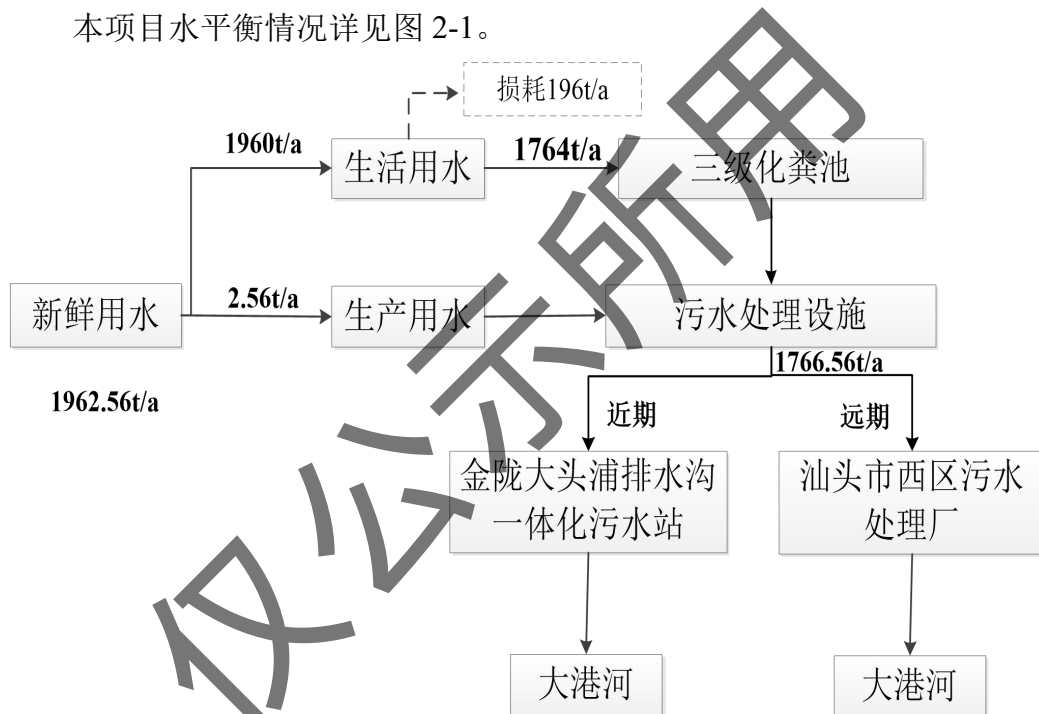 本项目水平衡情况详见图 2-1。
损耗196t/a
1960t/a
生活用水
1764t/a
三级化粪池
新鲜用水
2.56t/a
生产用水
污水处理设施
1962.56t/a
1766.56t/a
近期
远期
金陇大头浦排水沟
一体化污水站
汕头市西区污水
处理厂
大港河
大港河
仅公示所用